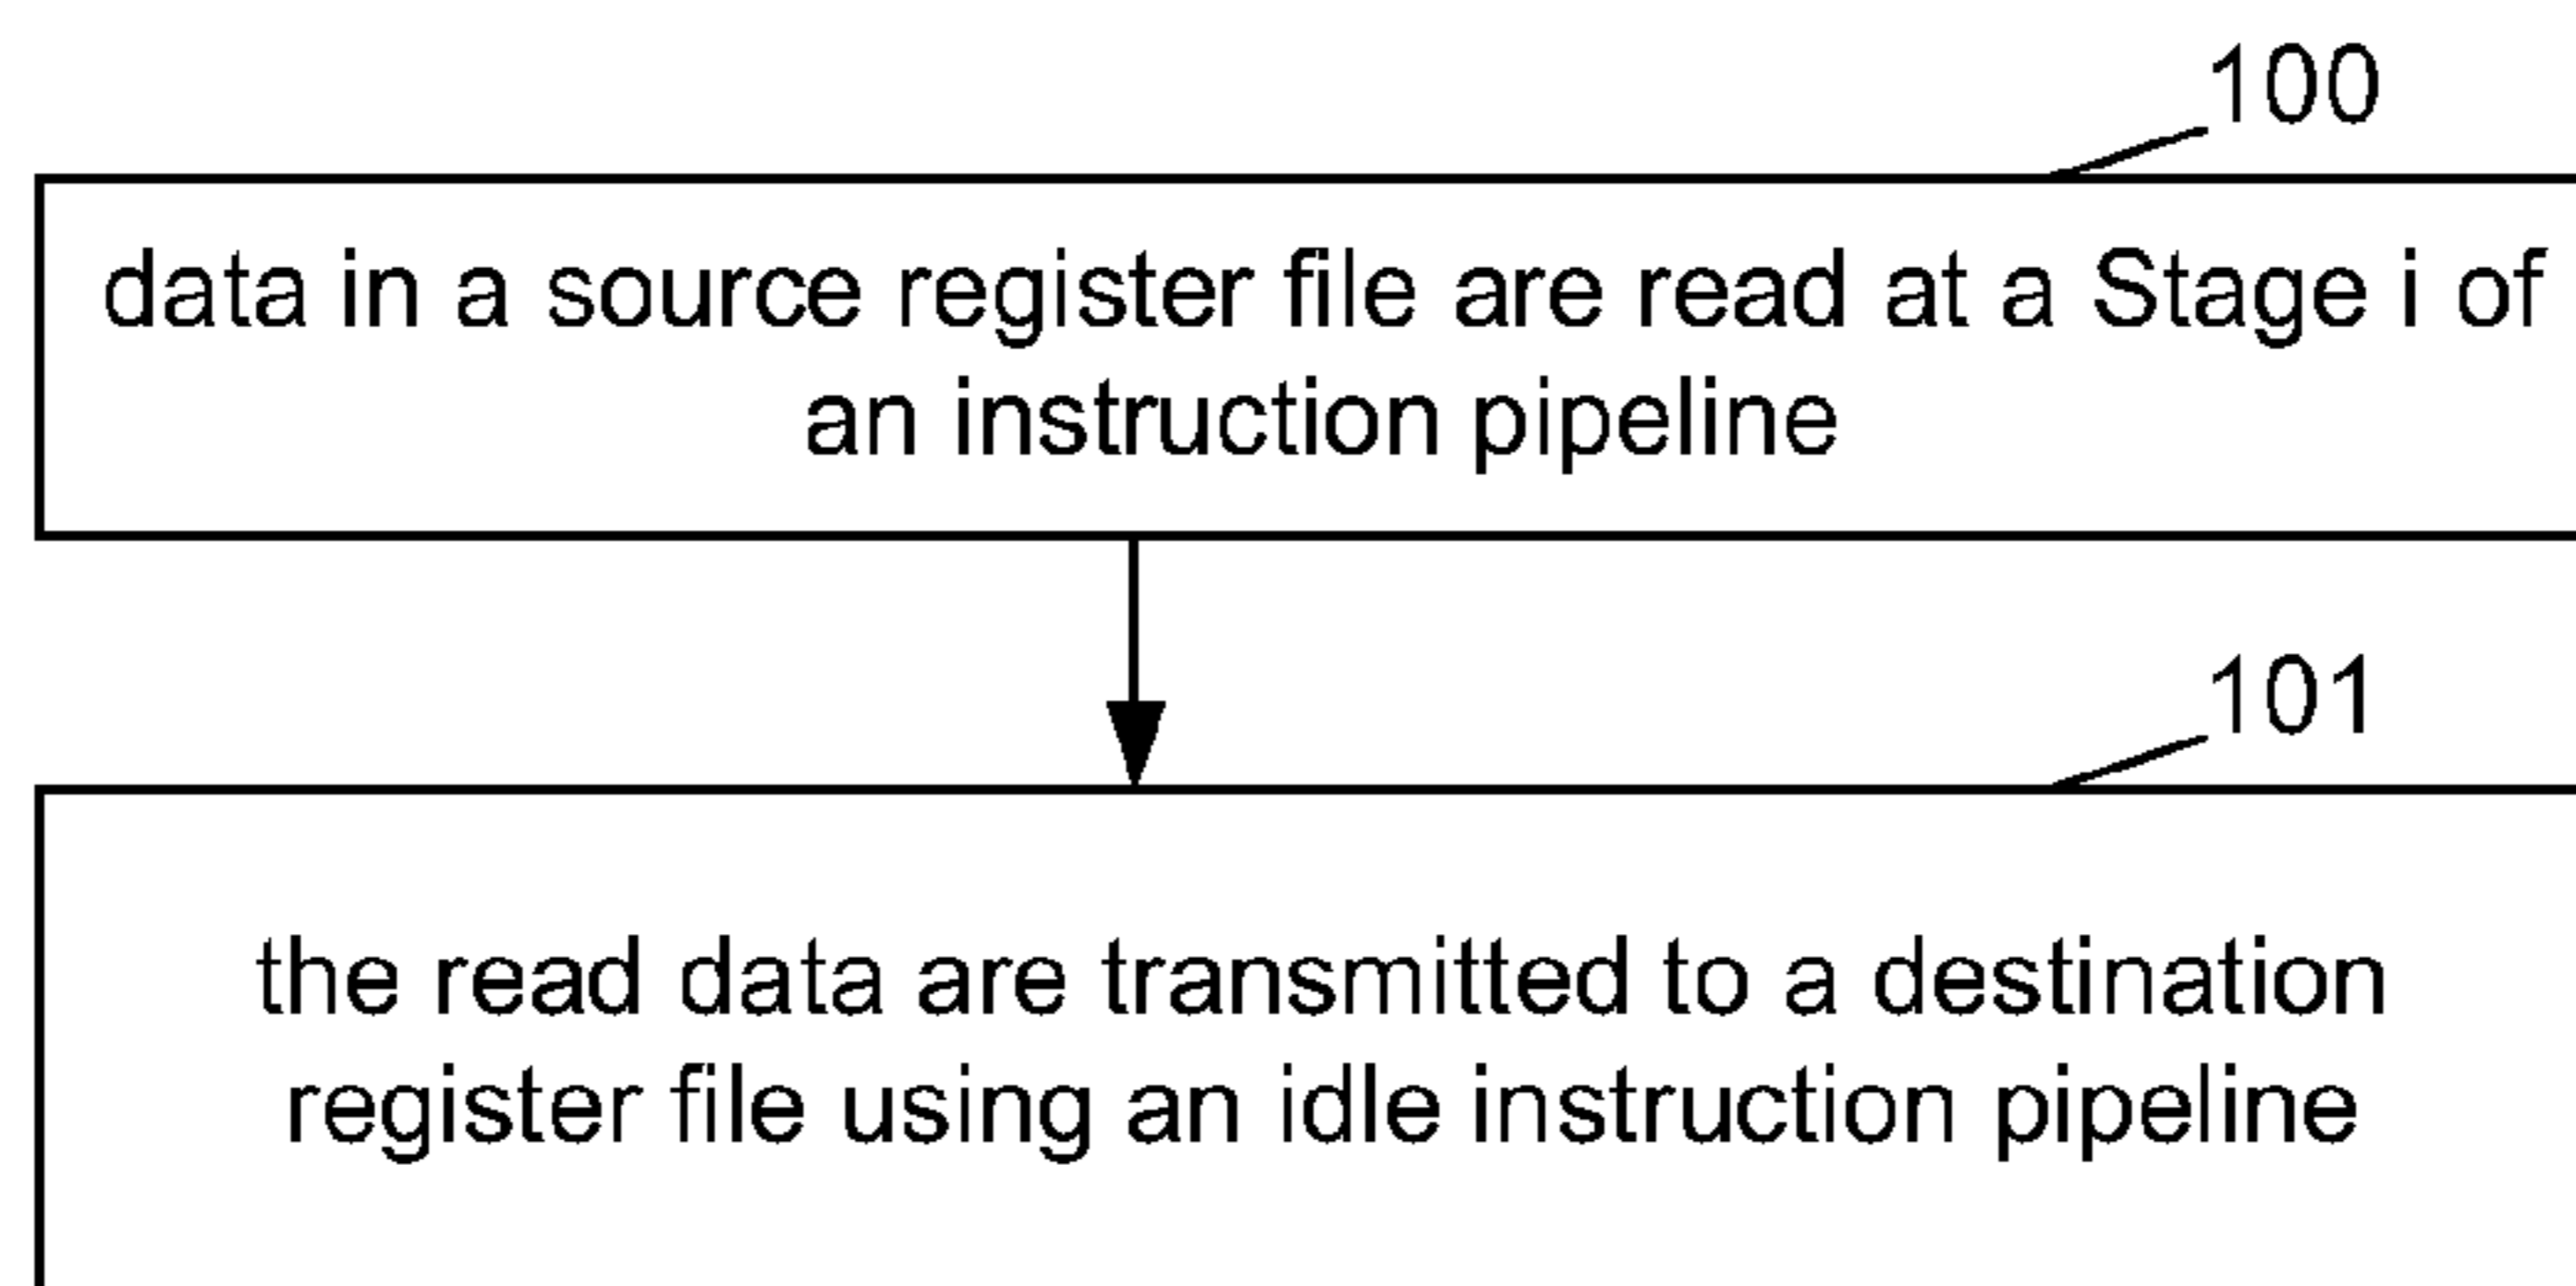 100
data in a source register file are read at a Stage i of
an instruction pipeline
101
the read data are transmitted to a destination
register file using an idle instruction pipeline